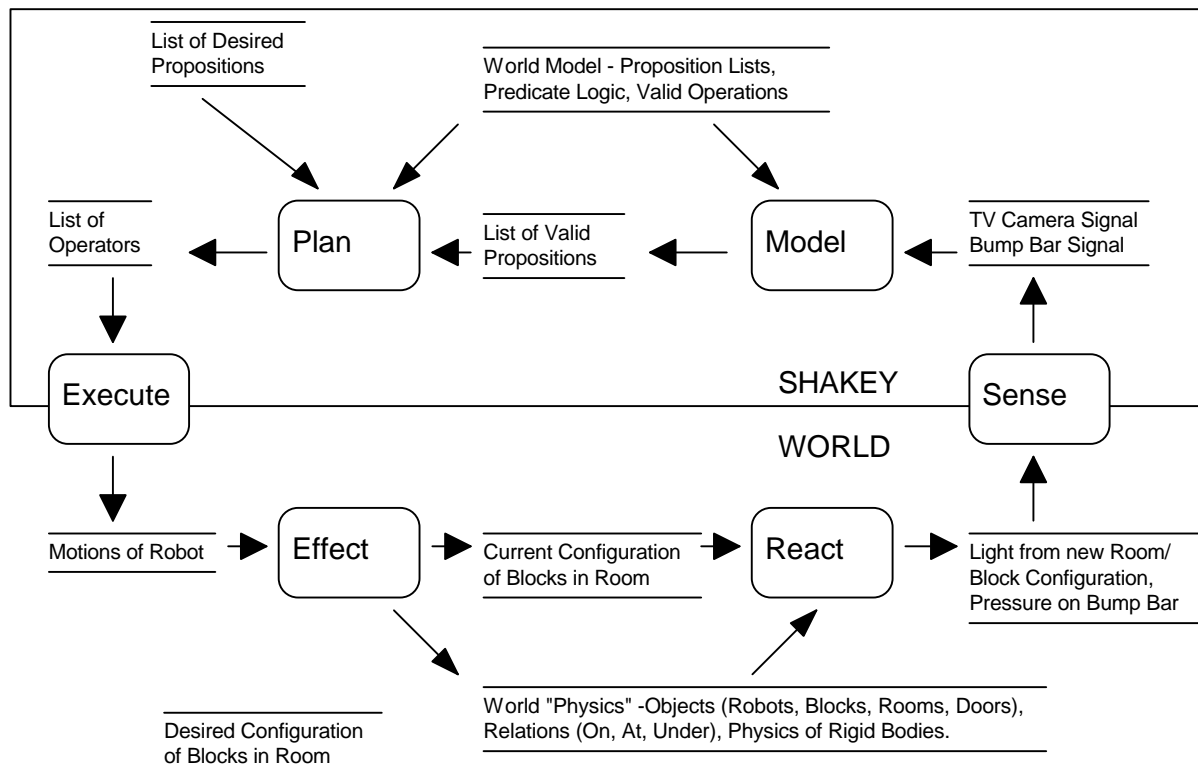 List of Desired
Propositions
World Model - Proposition Lists,
Predicate Logic, Valid Operations
List of
Operators
Plan
List of Valid
Propositions
Model
TV Camera Signal
Bump Bar Signal
Execute
SHAKEY
Sense
WORLD
Motions of Robot
Effect
Current Configuration
of Blocks in Room
React
Light from new Room/
Block Configuration,
Pressure on Bump Bar
World "Physics" -Objects (Robots, Blocks, Rooms, Doors),
Relations (On, At, Under), Physics of Rigid Bodies.
Desired Configuration
of Blocks in Room